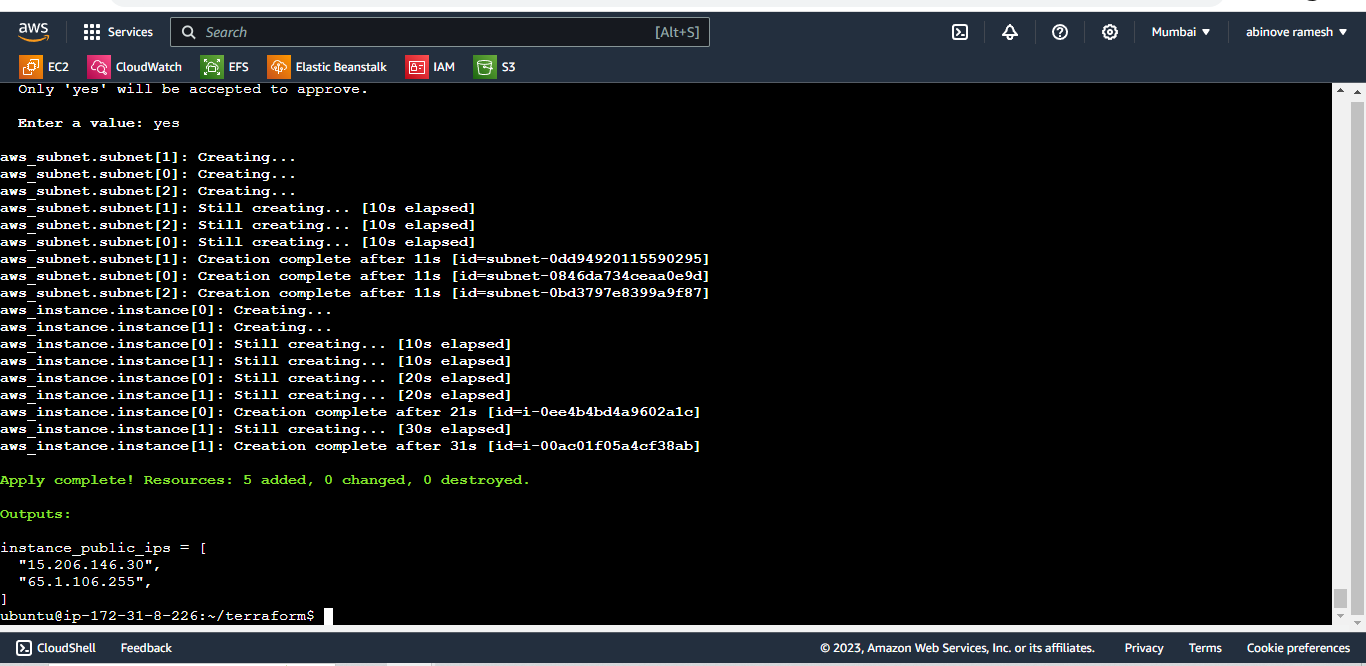 aws Services Search [Alt+S] Mumbai ▼ abinove ramesh ▼
EC2 CloudWatch EFS Elastic Beanstalk IAM S3
Only 'yes' will be accepted to approve.
Enter a value: yes
aws_subnet.subnet[1]: Creating...
aws_subnet.subnet[0]: Creating...
aws_subnet.subnet[2]: Creating...
aws_subnet.subnet[1]: Still creating... [10s elapsed]
aws_subnet.subnet[2]: Still creating... [10s elapsed]
aws_subnet.subnet[0]: Still creating... [10s elapsed]
aws_subnet.subnet[1]: Creation complete after 11s [id=subnet-0dd94920115590295]
aws_subnet.subnet[0]: Creation complete after 11s [id=subnet-0846da734ceaa0e9d]
aws_subnet.subnet[2]: Creation complete after 11s [id=subnet-0bd3797e8399a9f87]
aws_instance.instance[0]: Creating...
aws_instance.instance[1]: Creating...
aws_instance.instance[0]: Still creating... [10s elapsed]
aws_instance.instance[1]: Still creating... [10s elapsed]
aws_instance.instance[0]: Still creating... [20s elapsed]
aws_instance.instance[1]: Still creating... [20s elapsed]
aws_instance.instance[0]: Creation complete after 21s [id=i-0ee4b4bd4a9602a1c]
aws_instance.instance[1]: Still creating... [30s elapsed]
aws_instance.instance[1]: Creation complete after 31s [id=i-00ac01f05a4cf38ab]
Apply complete! Resources: 5 added, 0 changed, 0 destroyed.
Outputs:
instance_public_ips = [
"15.206.146.30",
"65.1.106.255",
]
ubuntu@ip-172-31-8-226:~/terraform$
CloudShell Feedback © 2023, Amazon Web Services, Inc. or its affiliates. Privacy Terms Cookie preferences